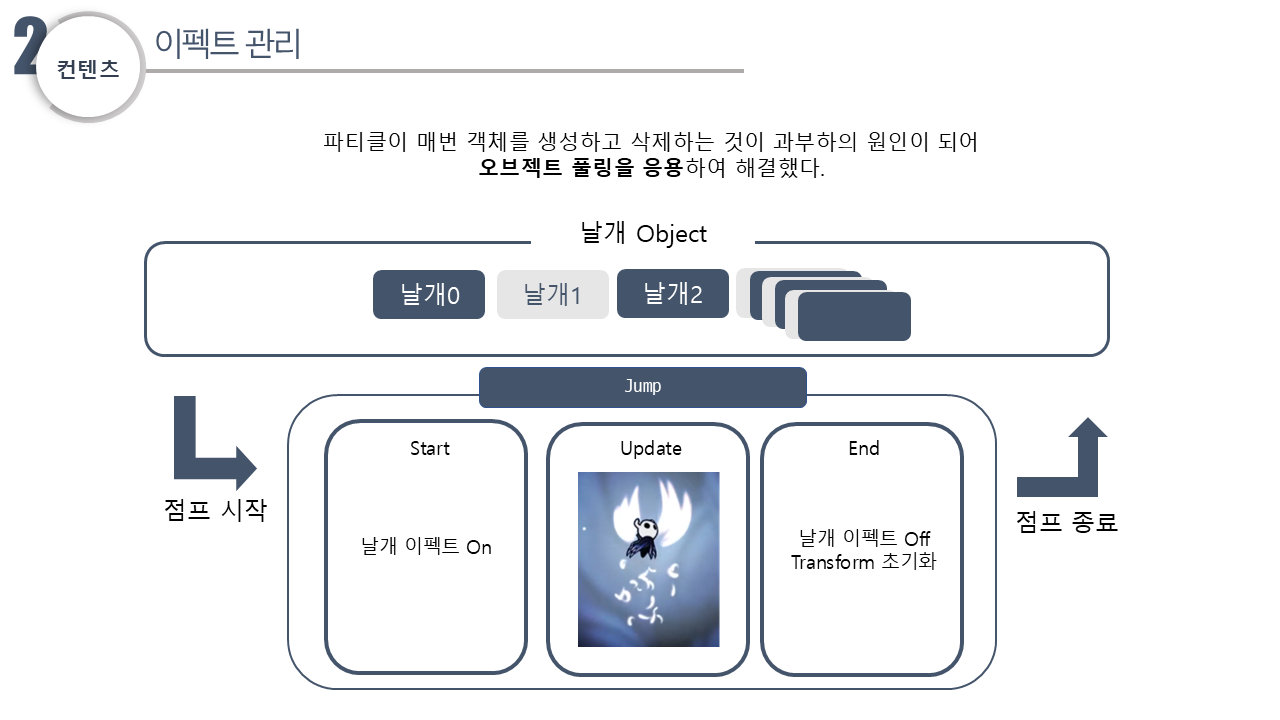 2
컨텐츠
이펙트 관리
파티클이 매번 객체를 생성하고 삭제하는 것이 과부하의 원인이 되어
오브젝트 풀링을 응용하여 해결했다.
날개 Object
날개0
날개1
날개2
Jump
Start
Update
End
점프 시작
날개 이펙트 On
날개 이펙트 Off
Transform 초기화
점프 종료